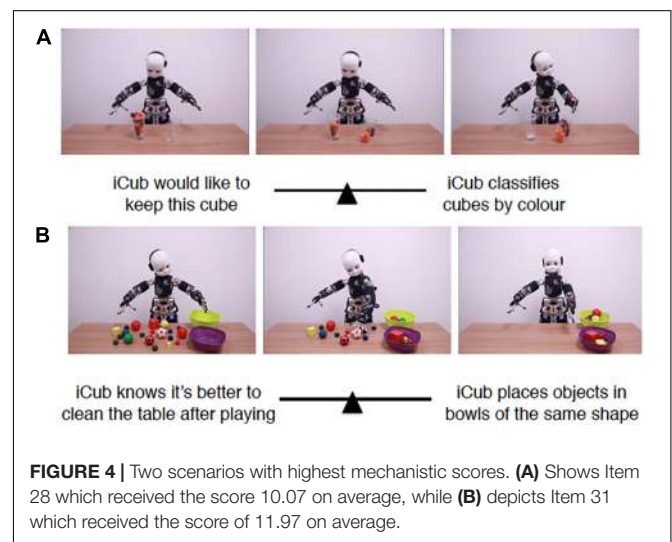 A
iCub would like to
keep this cube
iCub classifies
cubes by colour
B
iCub knows it's better to
clean the table after playing
iCub places objects in
bowls of the same shape
FIGURE 4 | Two scenarios with highest mechanistic scores. (A) Shows Item
28 which received the score 10.07 on average, while (B) depicts Item 31
which received the score of 11.97 on average.